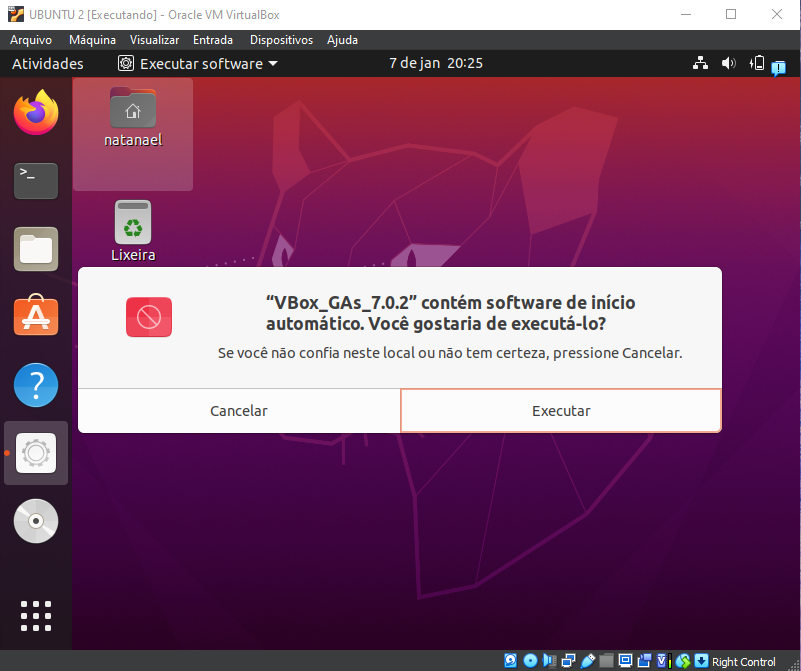 UBUNTU 2 [Executando] - Oracle VM VirtualBox
Arquivo Máquina Visualizar Entrada Dispositivos Ajuda
Atividades Executar software 7 de jan 20:25
>_
natanael
Lixeira
“VBox_GAs_7.0.2” contém software de início
automático. Você gostaria de executá-lo?
Se você não confia neste local ou não tem certeza, pressione Cancelar.
Cancelar Executar
?
Right Control